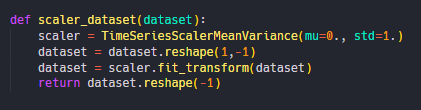 def scaler_dataset(dataset):
    scaler = TimeSeriesScalerMeanVariance(mu=0., std=1.)
    dataset = dataset.reshape(1,-1)
    dataset = scaler.fit_transform(dataset)
    return dataset.reshape(-1)